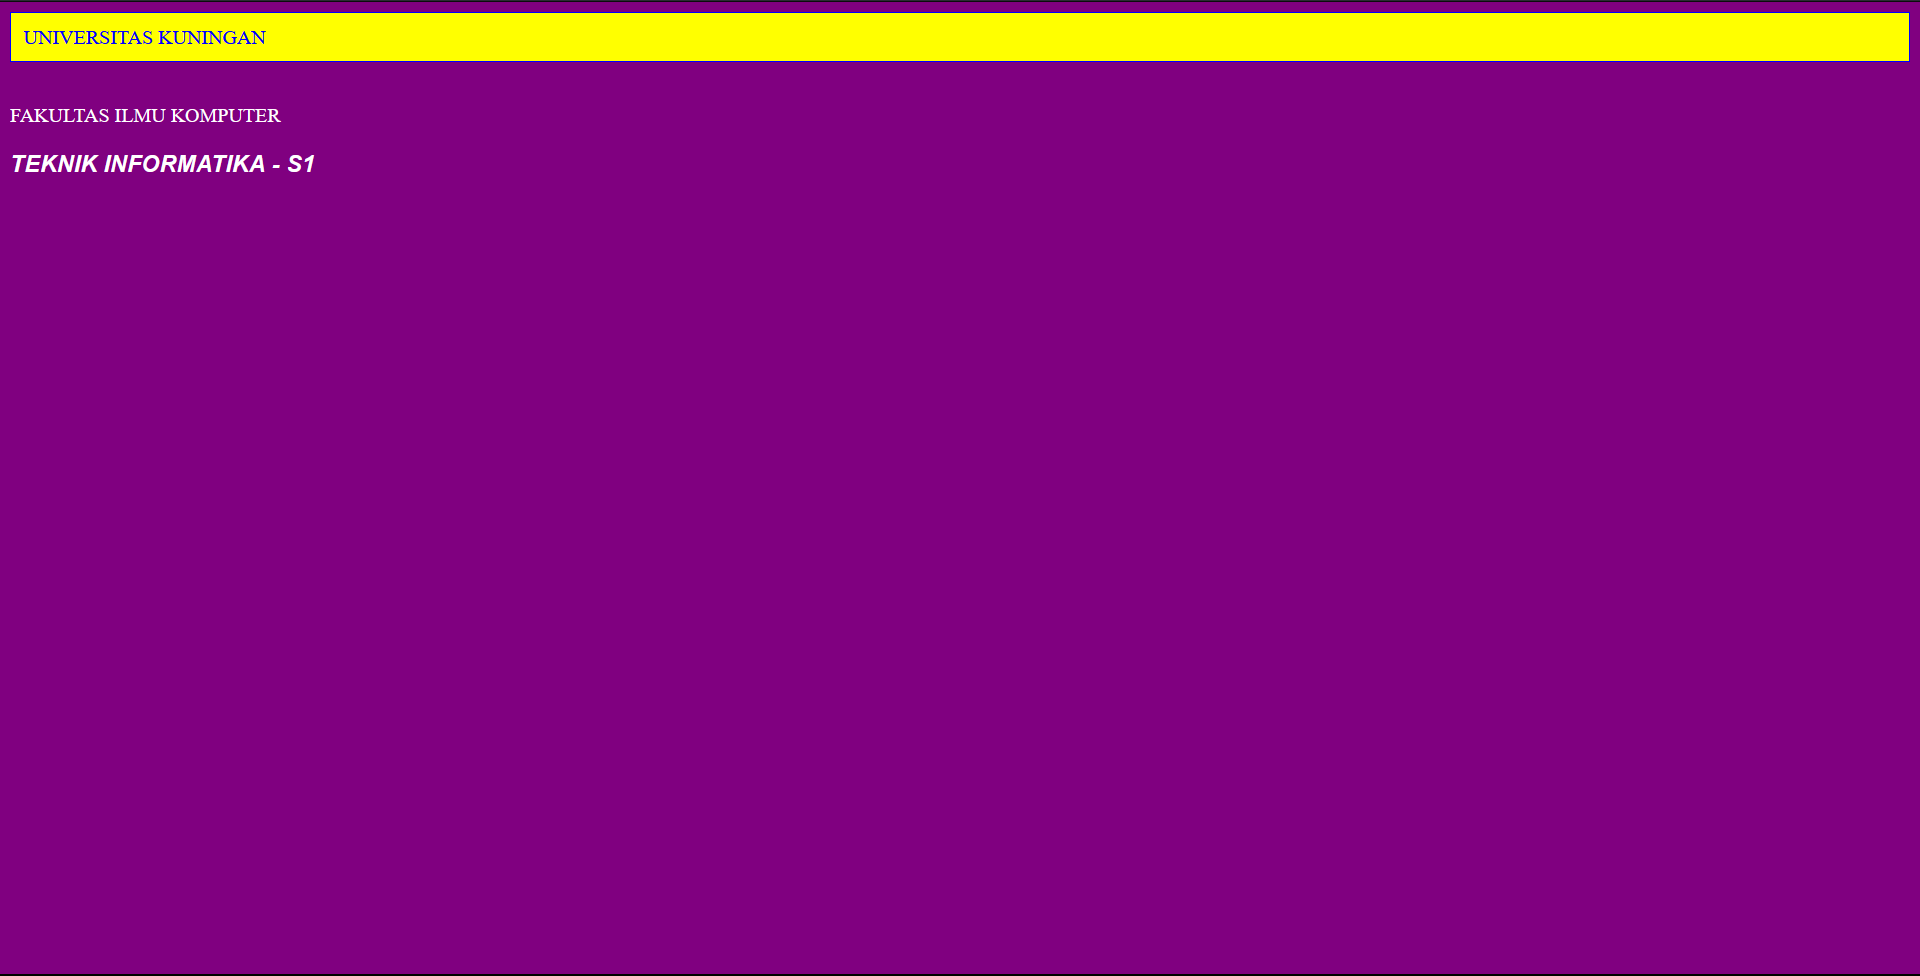 UNIVERSITAS KUNINGAN
FAKULTAS ILMU KOMPUTER
TEKNIK INFORMATIKA - S1